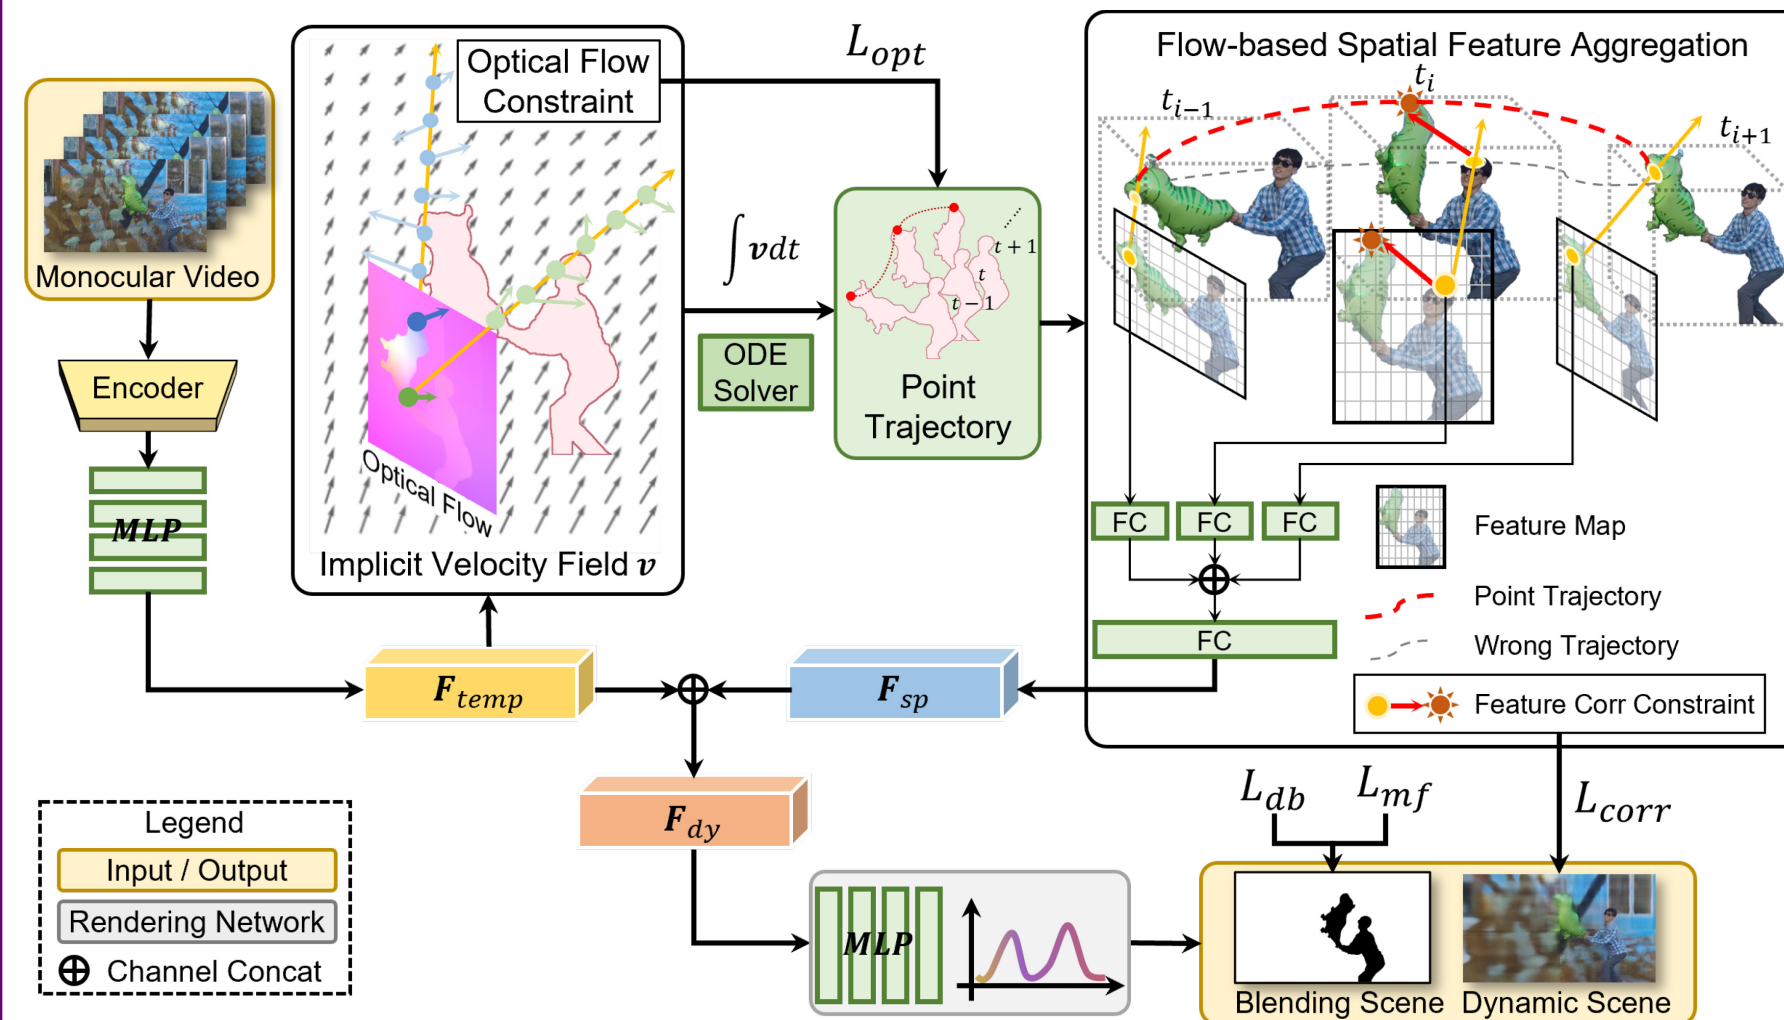 Monocular Video
Encoder
MLP
Optical Flow
Constraint
Optical Flow
Implicit Velocity Field v
L_opt
∫ vdt
ODE
Solver
t − 1
t
t + 1
Point
Trajectory
Flow-based Spatial Feature Aggregation
t_{i−1}
t_i
t_{i+1}
FC
FC
FC
FC
Feature Map
Point Trajectory
Wrong Trajectory
Feature Corr Constraint
F_temp
F_sp
F_dy
Legend
Input / Output
Rendering Network
Channel Concat
MLP
L_db
L_mf
L_corr
Blending Scene
Dynamic Scene